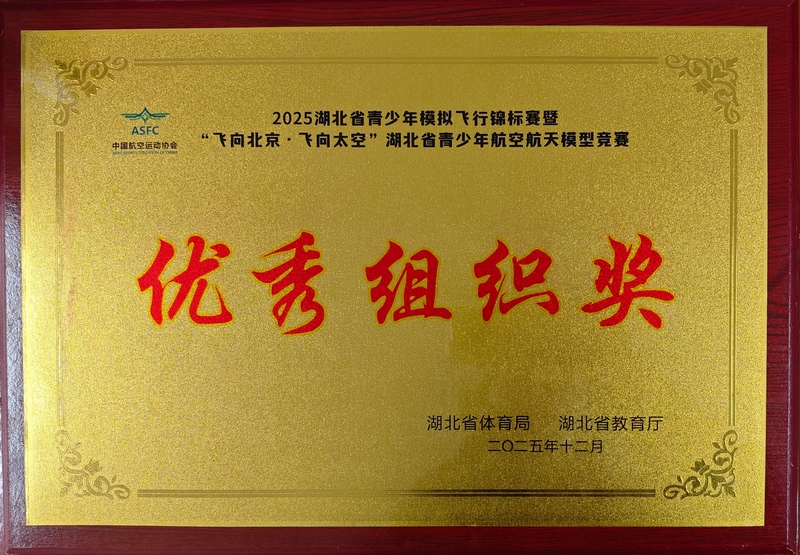 2025湖北省青少年模拟飞行锦标赛暨
“飞向北京·飞向太空”湖北省青少年航空航天模型竞赛
ASFC
中国航空运动协会
优秀组织奖
湖北省体育局 湖北省教育厅
二〇二五年十二月